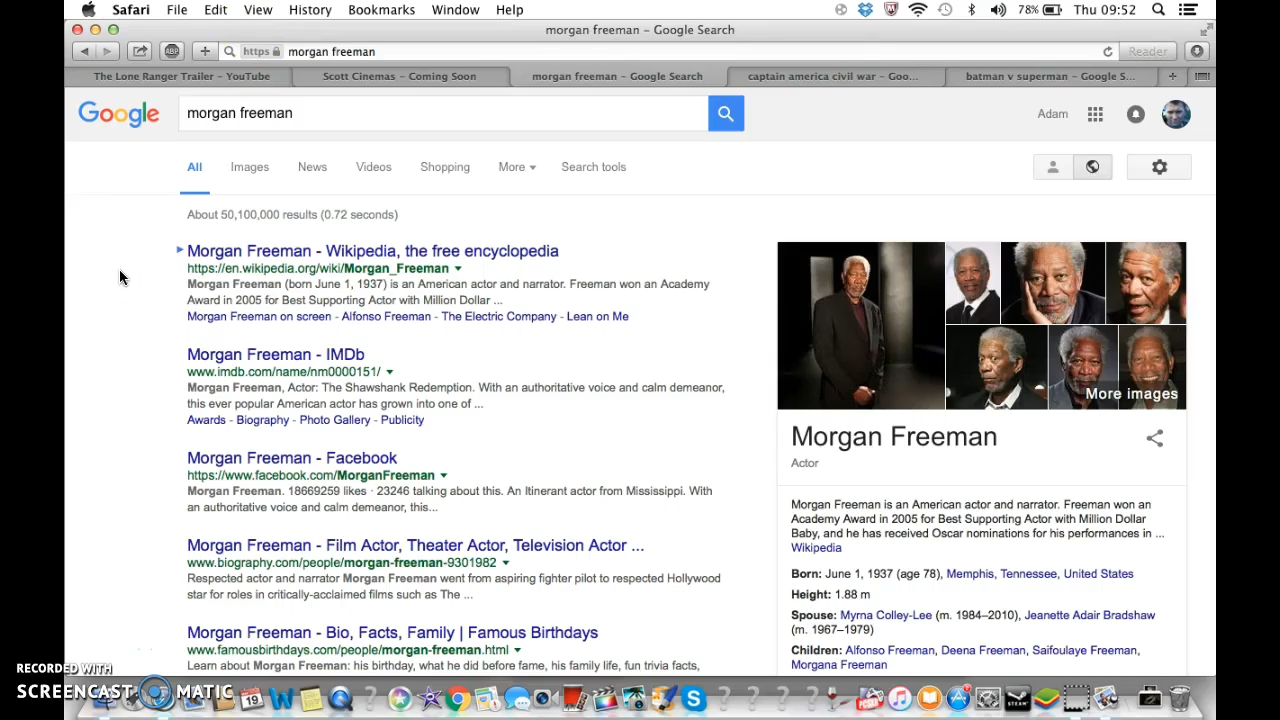 Safari File Edit View History Bookmarks Window Help 78% Thu 09:52
morgan freeman – Google Search
ABP + https morgan freeman Reader
The Lone Ranger Trailer – YouTube Scott Cinemas – Coming Soon morgan freeman – Google Search captain america civil war – Goo... batman v superman – Google S... +
Google morgan freeman Adam
All Images News Videos Shopping More Search tools
About 50,100,000 results (0.72 seconds)
Morgan Freeman - Wikipedia, the free encyclopedia
https://en.wikipedia.org/wiki/Morgan_Freeman
Morgan Freeman (born June 1, 1937) is an American actor and narrator. Freeman won an Academy
Award in 2005 for Best Supporting Actor with Million Dollar ...
Morgan Freeman on screen - Alfonso Freeman - The Electric Company - Lean on Me
Morgan Freeman - IMDb
www.imdb.com/name/nm0000151/
Morgan Freeman, Actor: The Shawshank Redemption. With an authoritative voice and calm demeanor,
this ever popular American actor has grown into one of ...
Awards - Biography - Photo Gallery - Publicity
Morgan Freeman - Facebook
https://www.facebook.com/MorganFreeman
Morgan Freeman. 18669259 likes · 23246 talking about this. An Itinerant actor from Mississippi. With
an authoritative voice and calm demeanor, this...
Morgan Freeman - Film Actor, Theater Actor, Television Actor ...
www.biography.com/people/morgan-freeman-9301982
Respected actor and narrator Morgan Freeman went from aspiring fighter pilot to respected Hollywood
star for roles in critically-acclaimed films such as The ...
Morgan Freeman - Bio, Facts, Family | Famous Birthdays
www.famousbirthdays.com/people/morgan-freeman.html
Learn about Morgan Freeman: his birthday, what he did before fame, his family life, fun trivia facts,
More images
Morgan Freeman
Actor
Morgan Freeman is an American actor and narrator. Freeman won an
Academy Award in 2005 for Best Supporting Actor with Million Dollar
Baby, and he has received Oscar nominations for his performances in ...
Wikipedia
Born: June 1, 1937 (age 78), Memphis, Tennessee, United States
Height: 1.88 m
Spouse: Myrna Colley-Lee (m. 1984–2010), Jeanette Adair Bradshaw
(m. 1967–1979)
Children: Alfonso Freeman, Deena Freeman, Saifoulaye Freeman,
Morgana Freeman
RECORDED WITH
SCREENCAST MATIC
19
STEAM